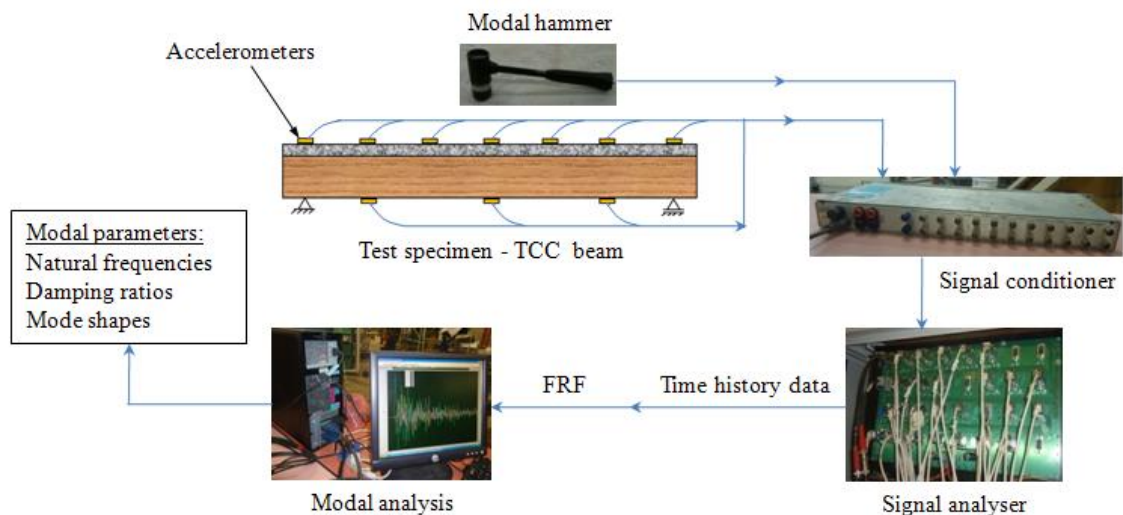 Modal hammer
Accelerometers
Test specimen - TCC beam
Modal parameters:
Natural frequencies
Damping ratios
Mode shapes
Signal conditioner
FRF
Time history data
Modal analysis
Signal analyser